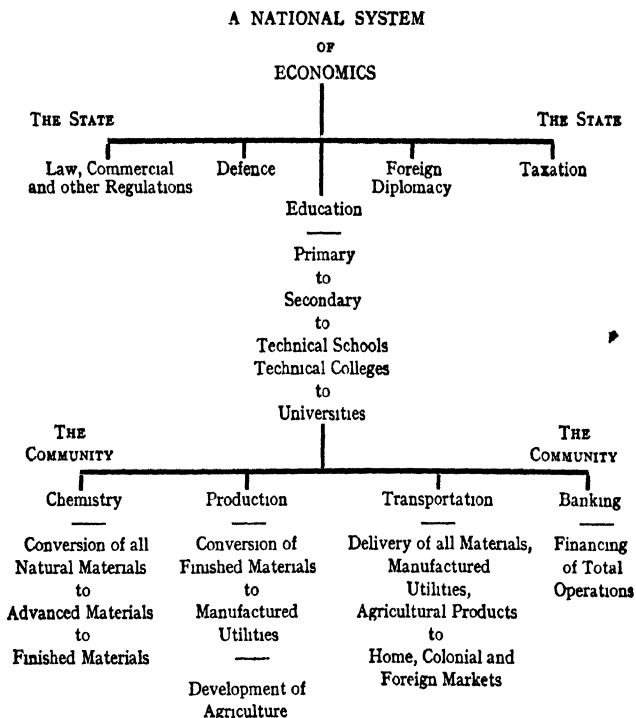 A NATIONAL SYSTEM
OF
ECONOMICS
THE STATE
THE STATE
Law, Commercial
and other Regulations
Defence
Foreign
Diplomacy
Taxation
Education
Primary
to
Secondary
to
Technical Schools
Technical Colleges
to
Universities
THE
COMMUNITY
THE
COMMUNITY
Chemistry
Conversion of all
Natural Materials
to
Advanced Materials
to
Finished Materials
Production
Conversion of
Finished Materials
to
Manufactured
Utilities
Development of
Agriculture
Transportation
Delivery of all Materials,
Manufactured
Utilities,
Agricultural Products
to
Home, Colonial and
Foreign Markets
Banking
Financing
of Total
Operations